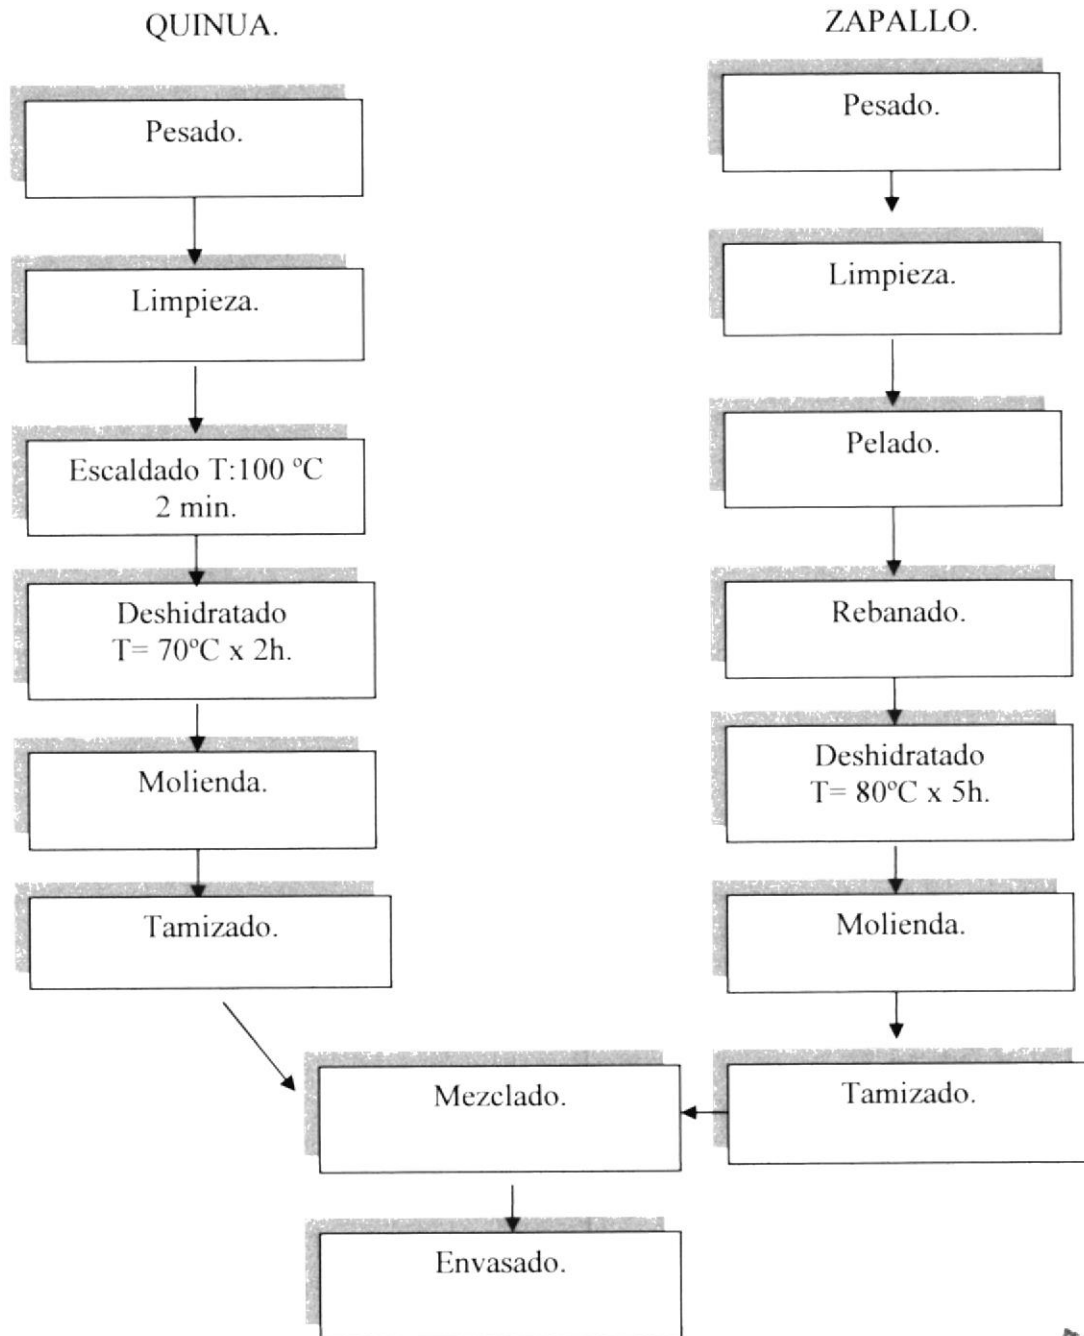 QUINUA.
Pesado.
Limpieza.
Escaldado T:100 ºC
2 min.
Deshidratado
T= 70ºC x 2h.
Molienda.
Tamizado.
ZAPALLO.
Pesado.
Limpieza.
Pelado.
Rebanado.
Deshidratado
T= 80ºC x 5h.
Molienda.
Tamizado.
Mezclado.
Envasado.